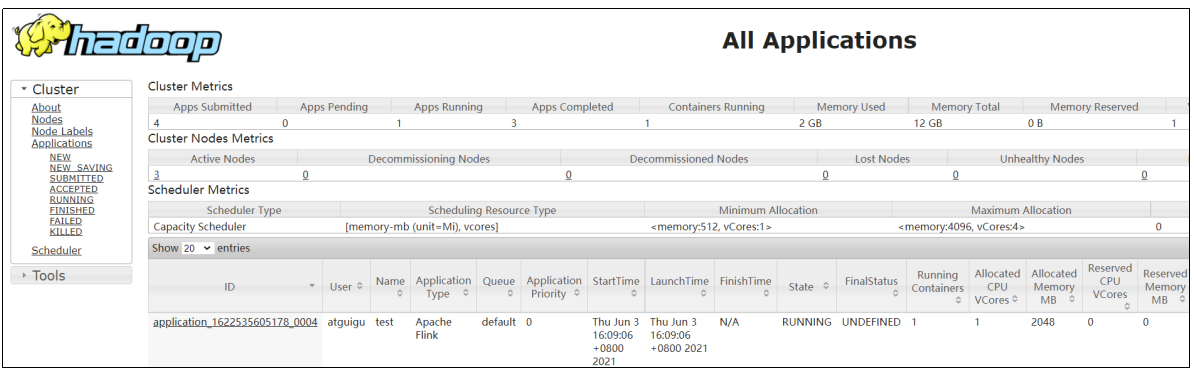 hadoop
All Applications
Cluster
About
Nodes
Node Labels
Applications
NEW
NEW_SAVING
SUBMITTED
ACCEPTED
RUNNING
FINISHED
FAILED
KILLED
Scheduler
Tools
Cluster Metrics
Apps Submitted Apps Pending Apps Running Apps Completed Containers Running Memory Used Memory Total Memory Reserved
4 0 1 3 1 2 GB 12 GB 0 B 1
Cluster Nodes Metrics
Active Nodes Decommissioning Nodes Decommissioned Nodes Lost Nodes Unhealthy Nodes
3 0 0 0 0 0
Scheduler Metrics
Scheduler Type Scheduling Resource Type Minimum Allocation Maximum Allocation
Capacity Scheduler [memory-mb (unit=Mi), vcores] <memory:512, vCores:1> <memory:4096, vCores:4> 0
Show 20 entries
ID User Name Application Type Queue Application Priority StartTime LaunchTime FinishTime State FinalStatus Running Containers Allocated CPU VCores Allocated Memory MB Reserved CPU VCores Reserved Memory MB
application_1622535605178_0004 atguigu test Apache Flink default 0 Thu Jun 3 16:09:06 +0800 2021 Thu Jun 3 16:09:06 +0800 2021 N/A RUNNING UNDEFINED 1 1 2048 0 0